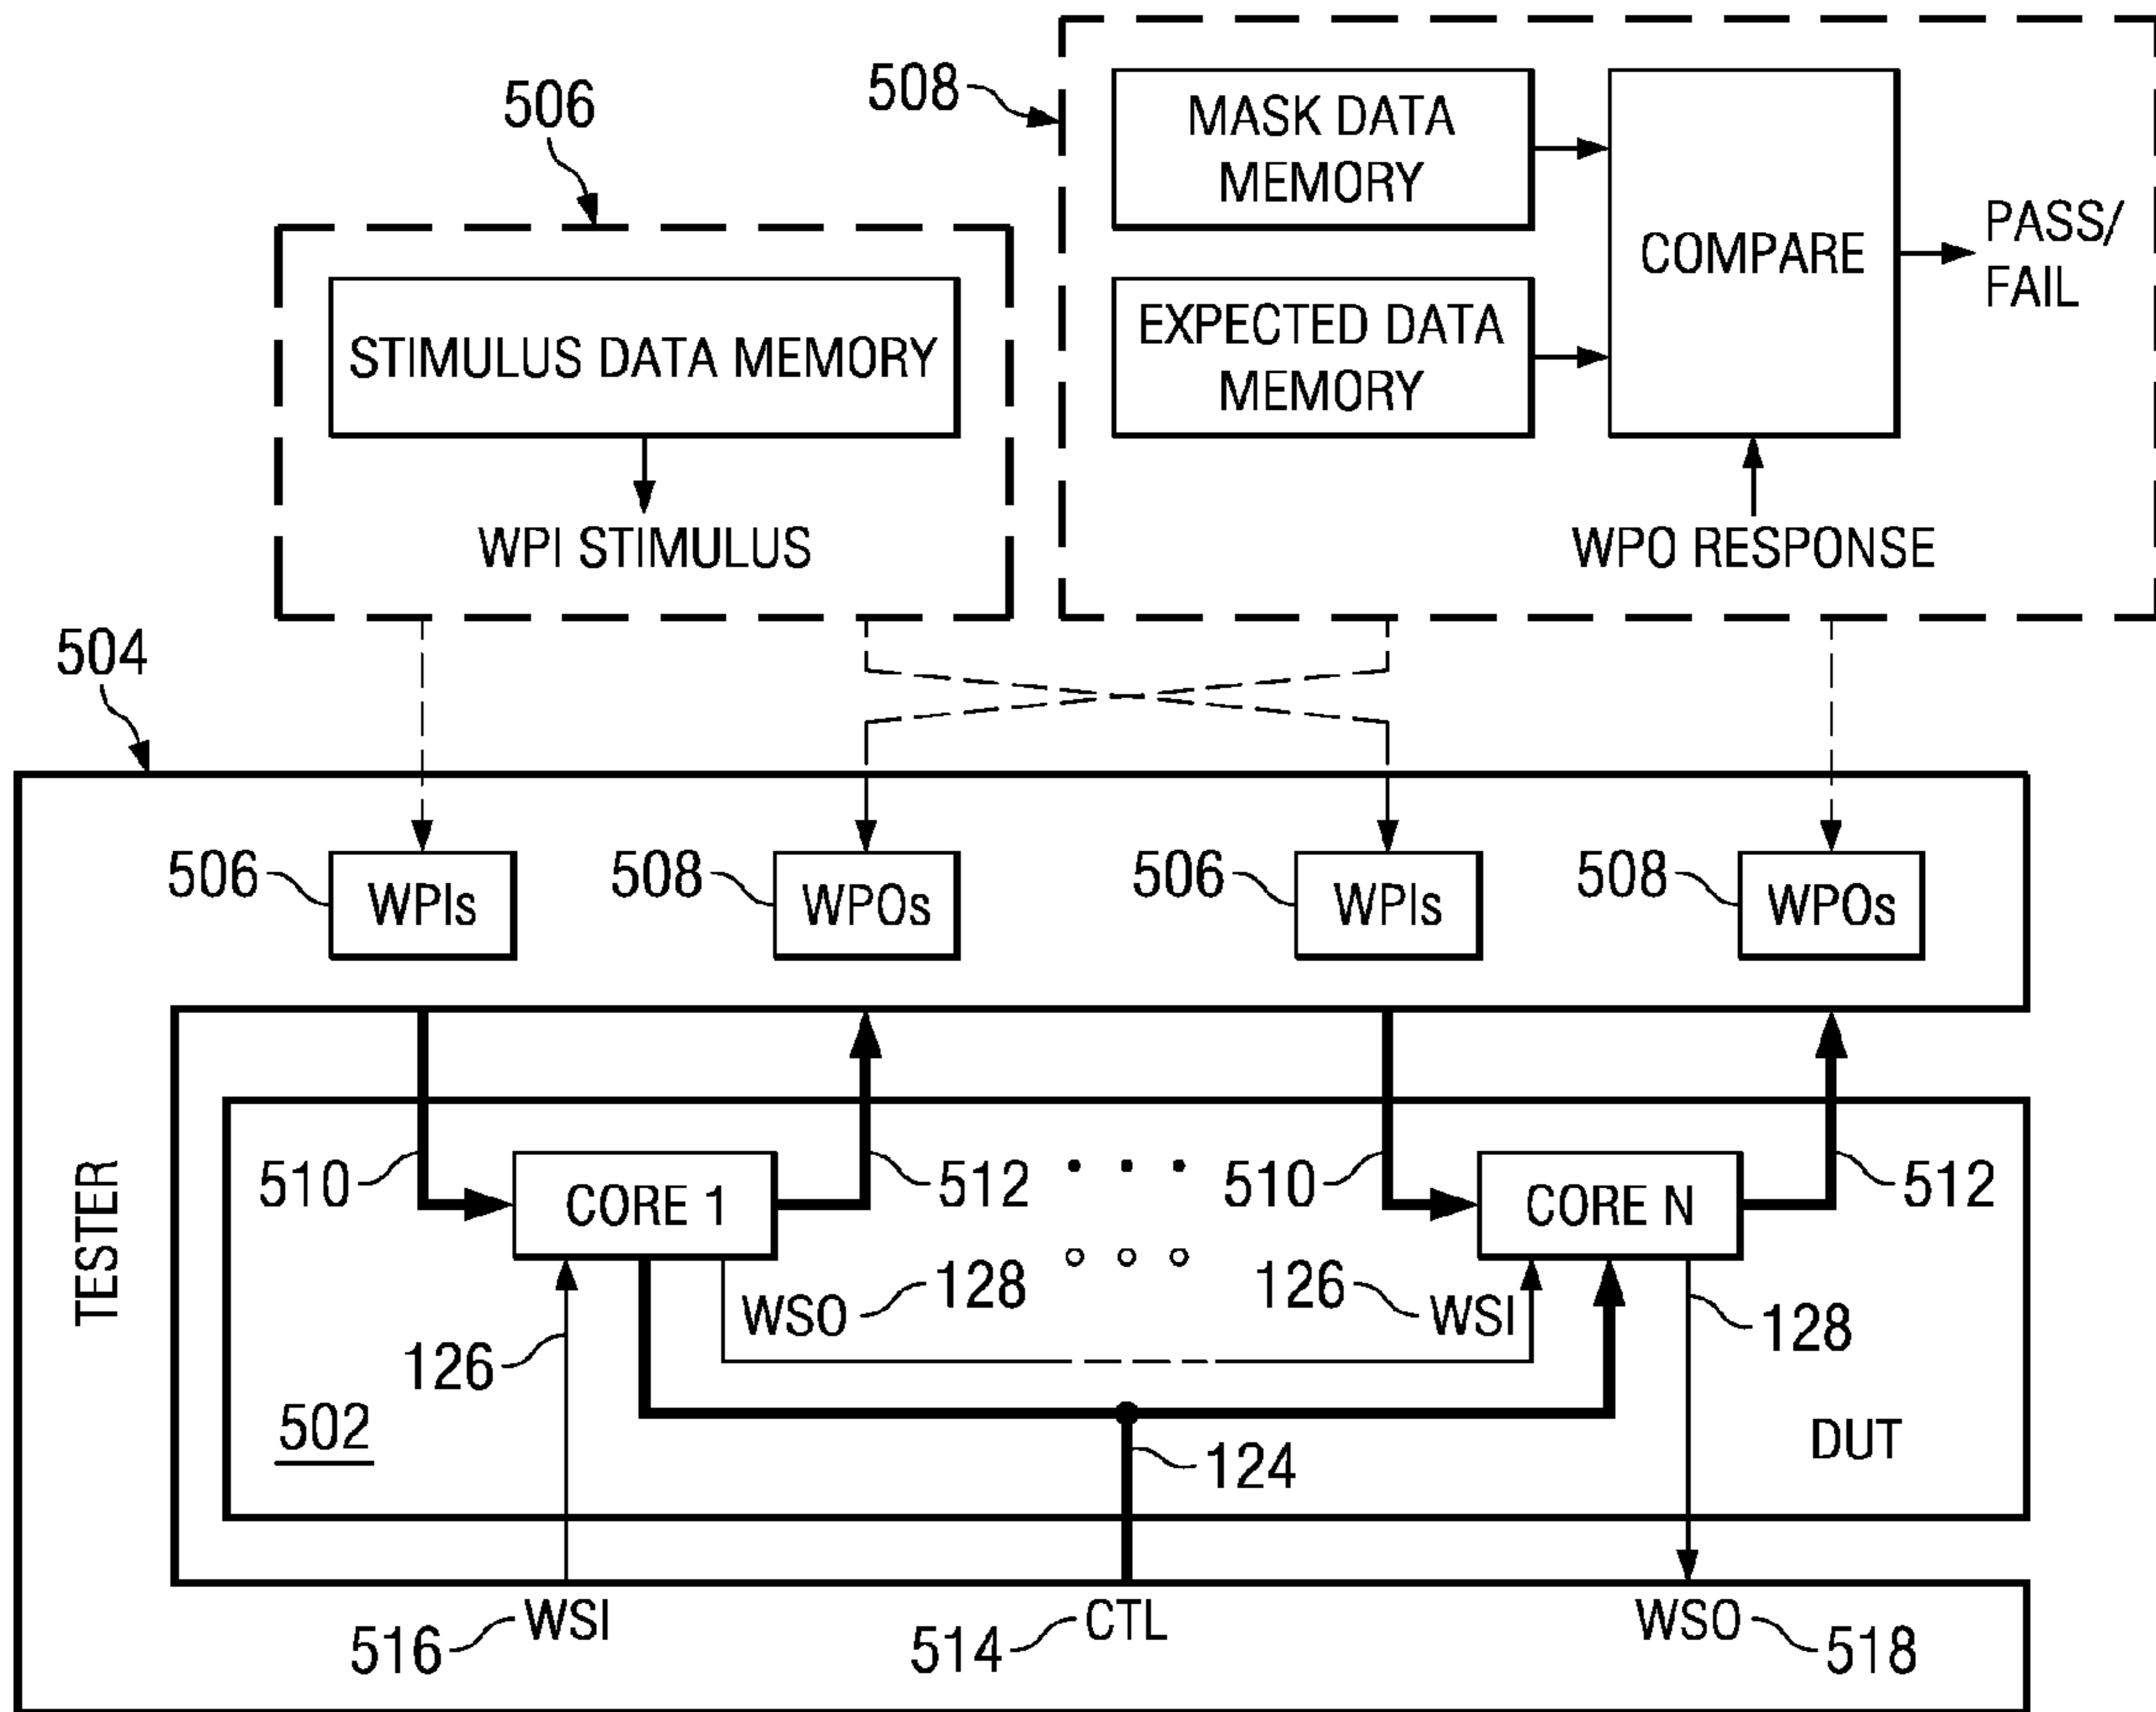 506
508
MASK DATA
MEMORY
COMPARE
PASS/
FAIL
STIMULUS DATA MEMORY
EXPECTED DATA
MEMORY
WPI STIMULUS
WPO RESPONSE
504
506
WPIs
508
WPOs
506
WPIs
508
WPOs
TESTER
510
CORE 1
512
510
CORE N
512
WSO
128
126
WSI
128
126
502
124
DUT
516
WSI
514
CTL
WSO
518